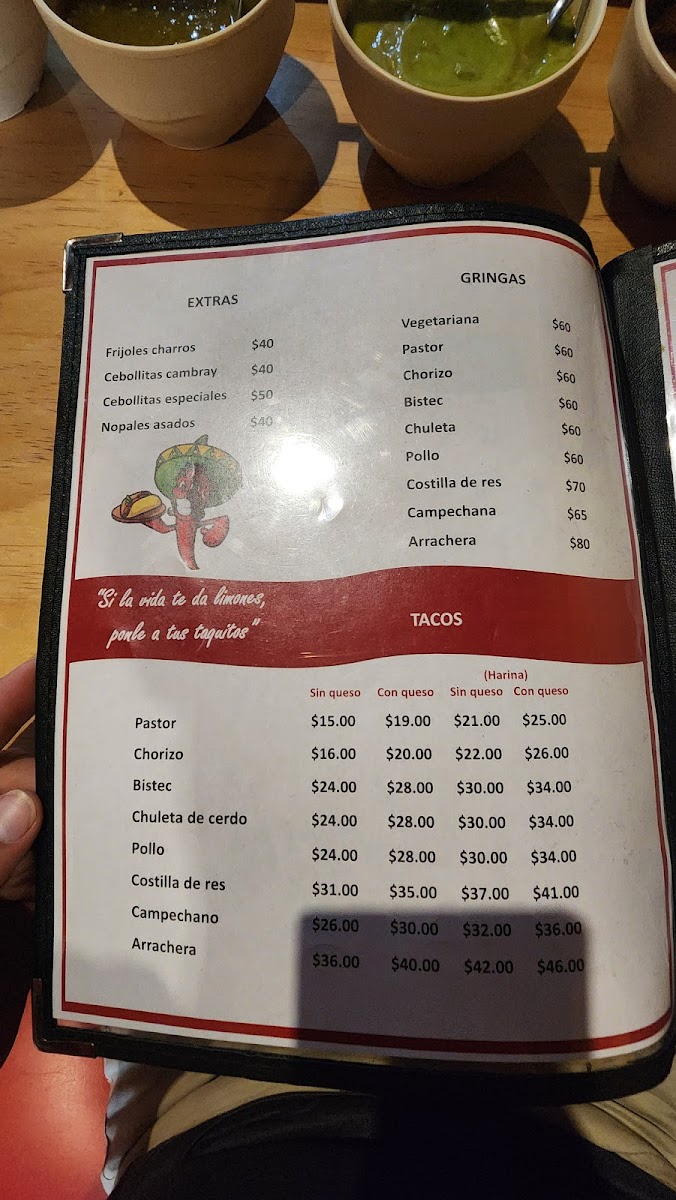 EXTRAS
Frijoles charros $40
Cebollitas cambray $40
Cebollitas especiales $50
Nopales asados $40
GRINGAS
Vegetariana $60
Pastor $60
Chorizo $60
Bistec $60
Chuleta $60
Pollo $60
Costilla de res $70
Campechana $65
Arrachera $80
"Si la vida te da limones,
ponle a tus taquitos"
TACOS
(Harina)
Sin queso Con queso Sin queso Con queso
Pastor $15.00 $19.00 $21.00 $25.00
Chorizo $16.00 $20.00 $22.00 $26.00
Bistec $24.00 $28.00 $30.00 $34.00
Chuleta de cerdo $24.00 $28.00 $30.00 $34.00
Pollo $24.00 $28.00 $30.00 $34.00
Costilla de res $31.00 $35.00 $37.00 $41.00
Campechano $26.00 $30.00 $32.00 $36.00
Arrachera $36.00 $40.00 $42.00 $46.00